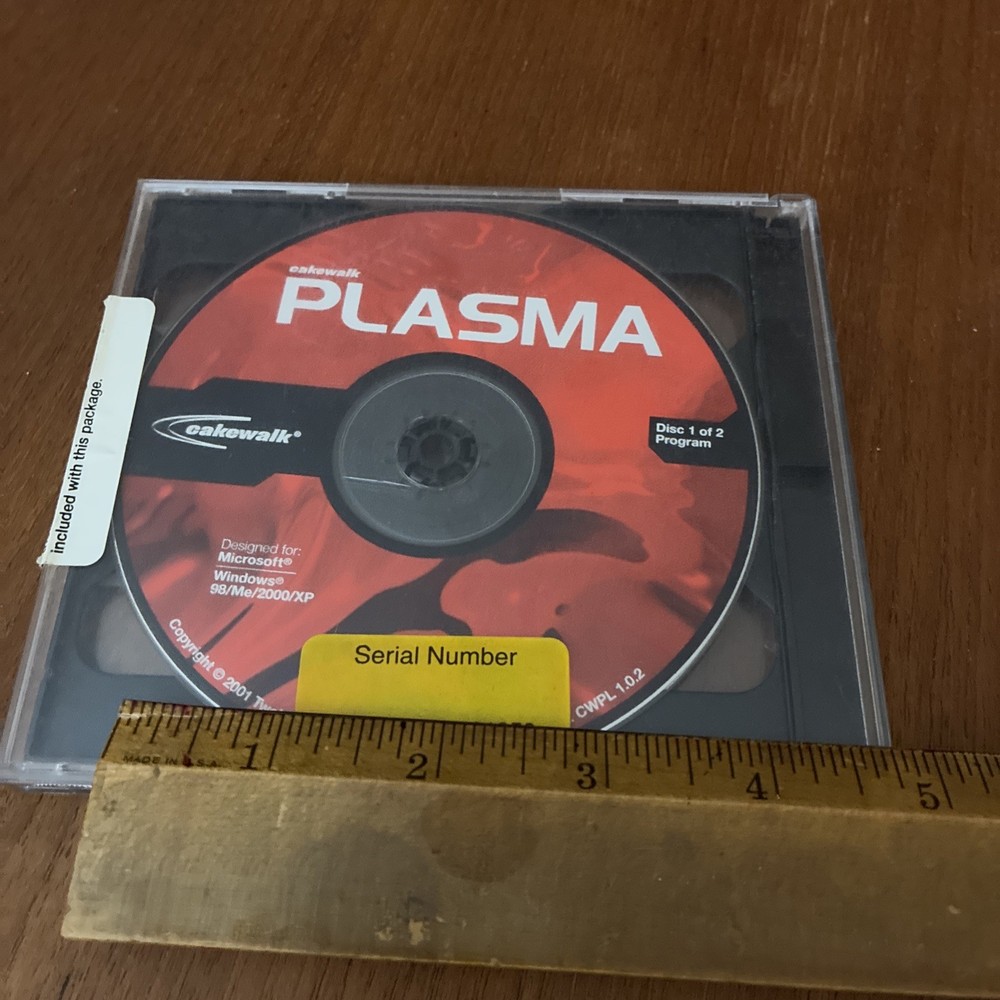 cakewalk
PLASMA
cakewalk®
Disc 1 of 2
Program
included with this package.
Designed for:
Microsoft®
Windows®
98/Me/2000/XP
Serial Number
Copyright © 2001
CWPL 1.0.2
MADE IN U.S.A.
1 2 3 4 5